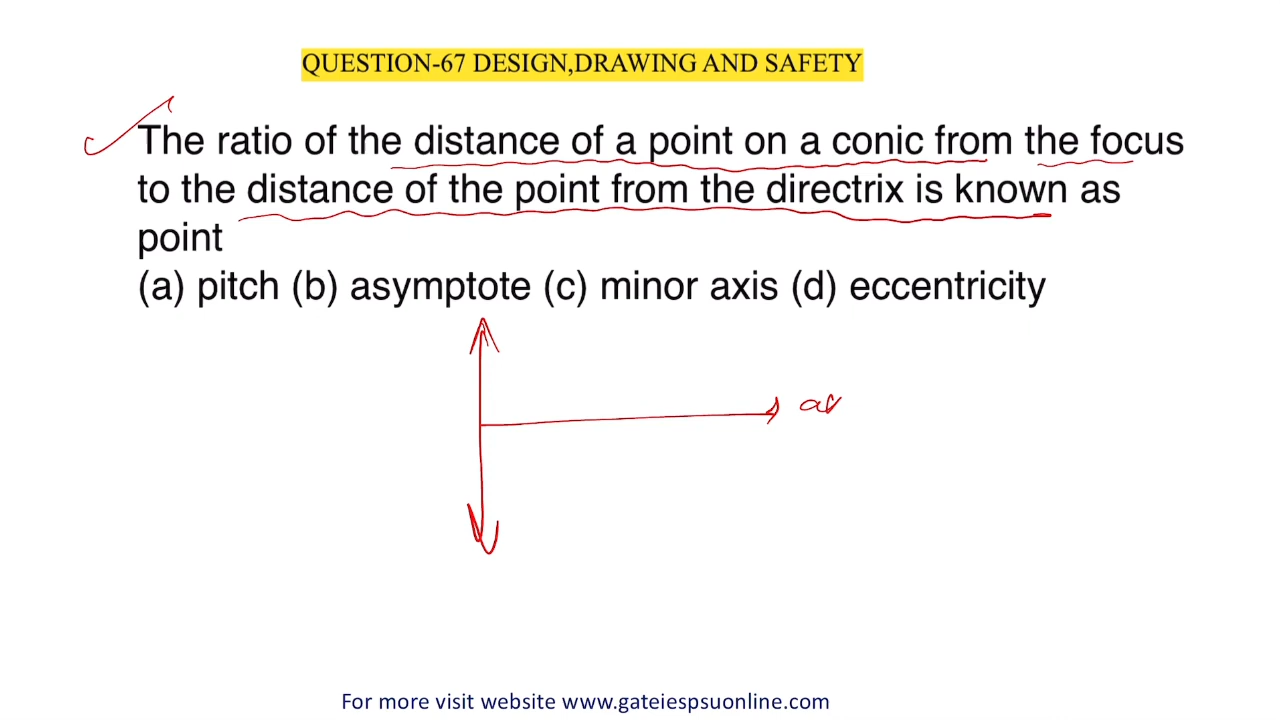 QUESTION-67 DESIGN,DRAWING AND SAFETY
The ratio of the distance of a point on a conic from the focus
to the distance of the point from the directrix is known as
point
(a) pitch (b) asymptote (c) minor axis (d) eccentricity
For more visit website www.gateiespsuonline.com